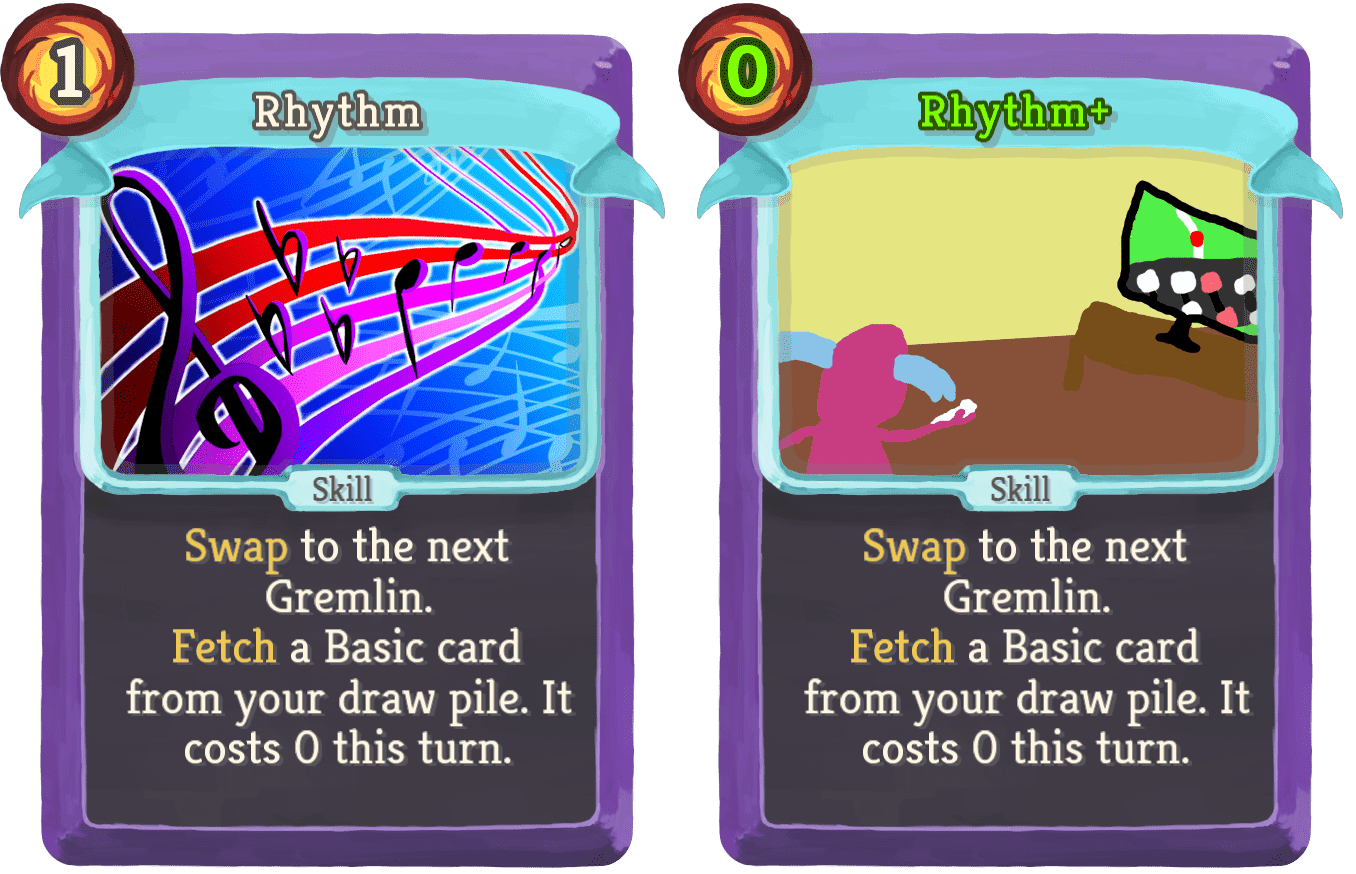 1
Rhythm
Skill
Swap to the next
Gremlin.
Fetch a Basic card
from your draw pile. It
costs 0 this turn.
0
Rhythm+
Skill
Swap to the next
Gremlin.
Fetch a Basic card
from your draw pile. It
costs 0 this turn.